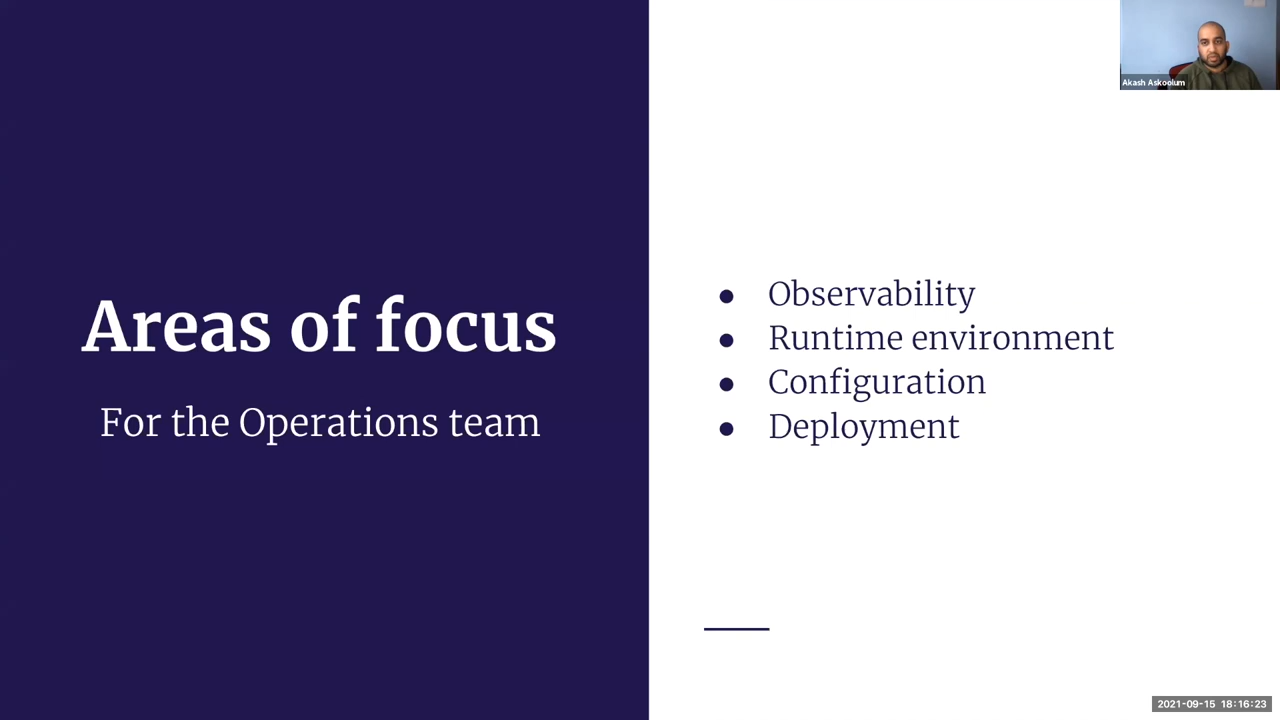 Areas of focus
For the Operations team
● Observability
● Runtime environment
● Configuration
● Deployment
Akash Askoolum
2021-09-15 18:16:23